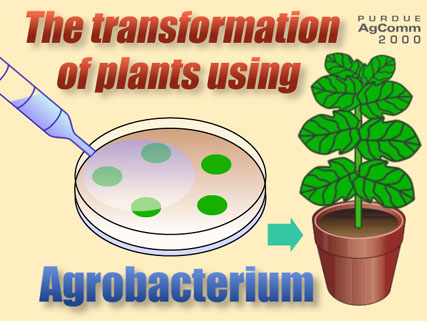 The transformation
of plants using
PURDUE
AgComm
2000
Agrobacterium